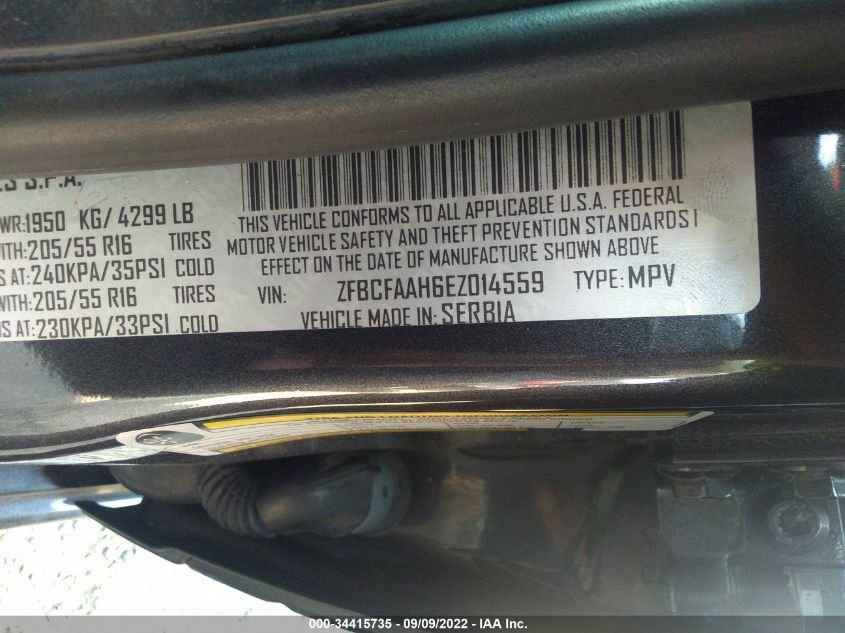 S.P.A.
WR:1950 KG/ 4299 LB
WITH:205/55 R16 TIRES
S AT:240KPA/35PSI COLD
WITH:205/55 R16 TIRES
S AT:230KPA/33PSI COLD
THIS VEHICLE CONFORMS TO ALL APPLICABLE U.S.A. FEDERAL
MOTOR VEHICLE SAFETY AND THEFT PREVENTION STANDARDS I
EFFECT ON THE DATE OF MANUFACTURE SHOWN ABOVE
VIN: ZFBCFAAH6EZ014559 TYPE:MPV
VEHICLE MADE IN:SERBIA
000-34415735 - 09/09/2022 - © IAA Inc.